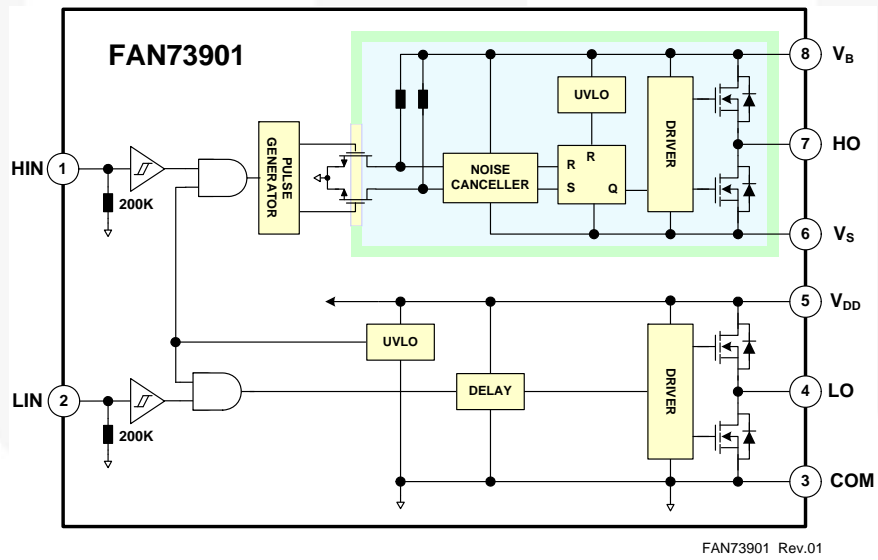 FAN73901
8 VB
UVLO
HIN 1
PULSE GENERATOR
DRIVER
7 HO
NOISE
CANCELLER
R
R
S
Q
200K
6 VS
5 VDD
UVLO
LIN 2
DELAY
DRIVER
4 LO
200K
3 COM
FAN73901 Rev.01